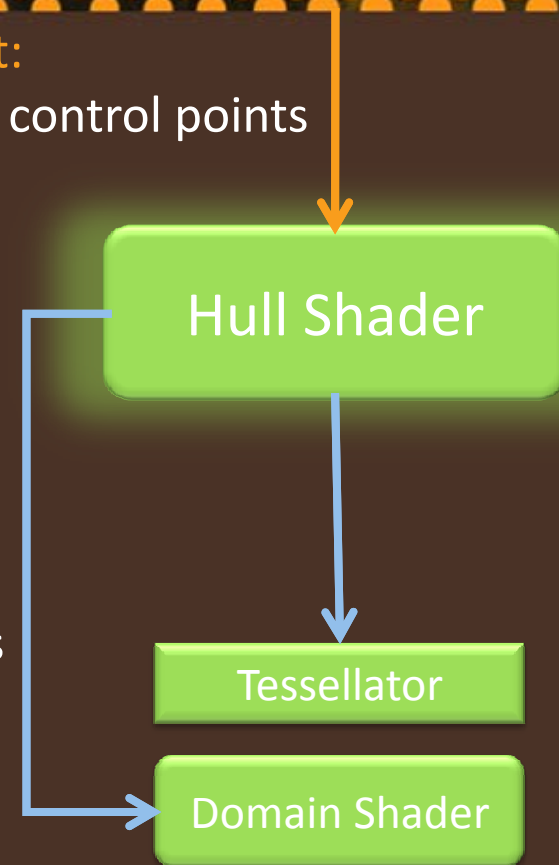 t:
control points
Hull Shader
s
Tessellator
Domain Shader